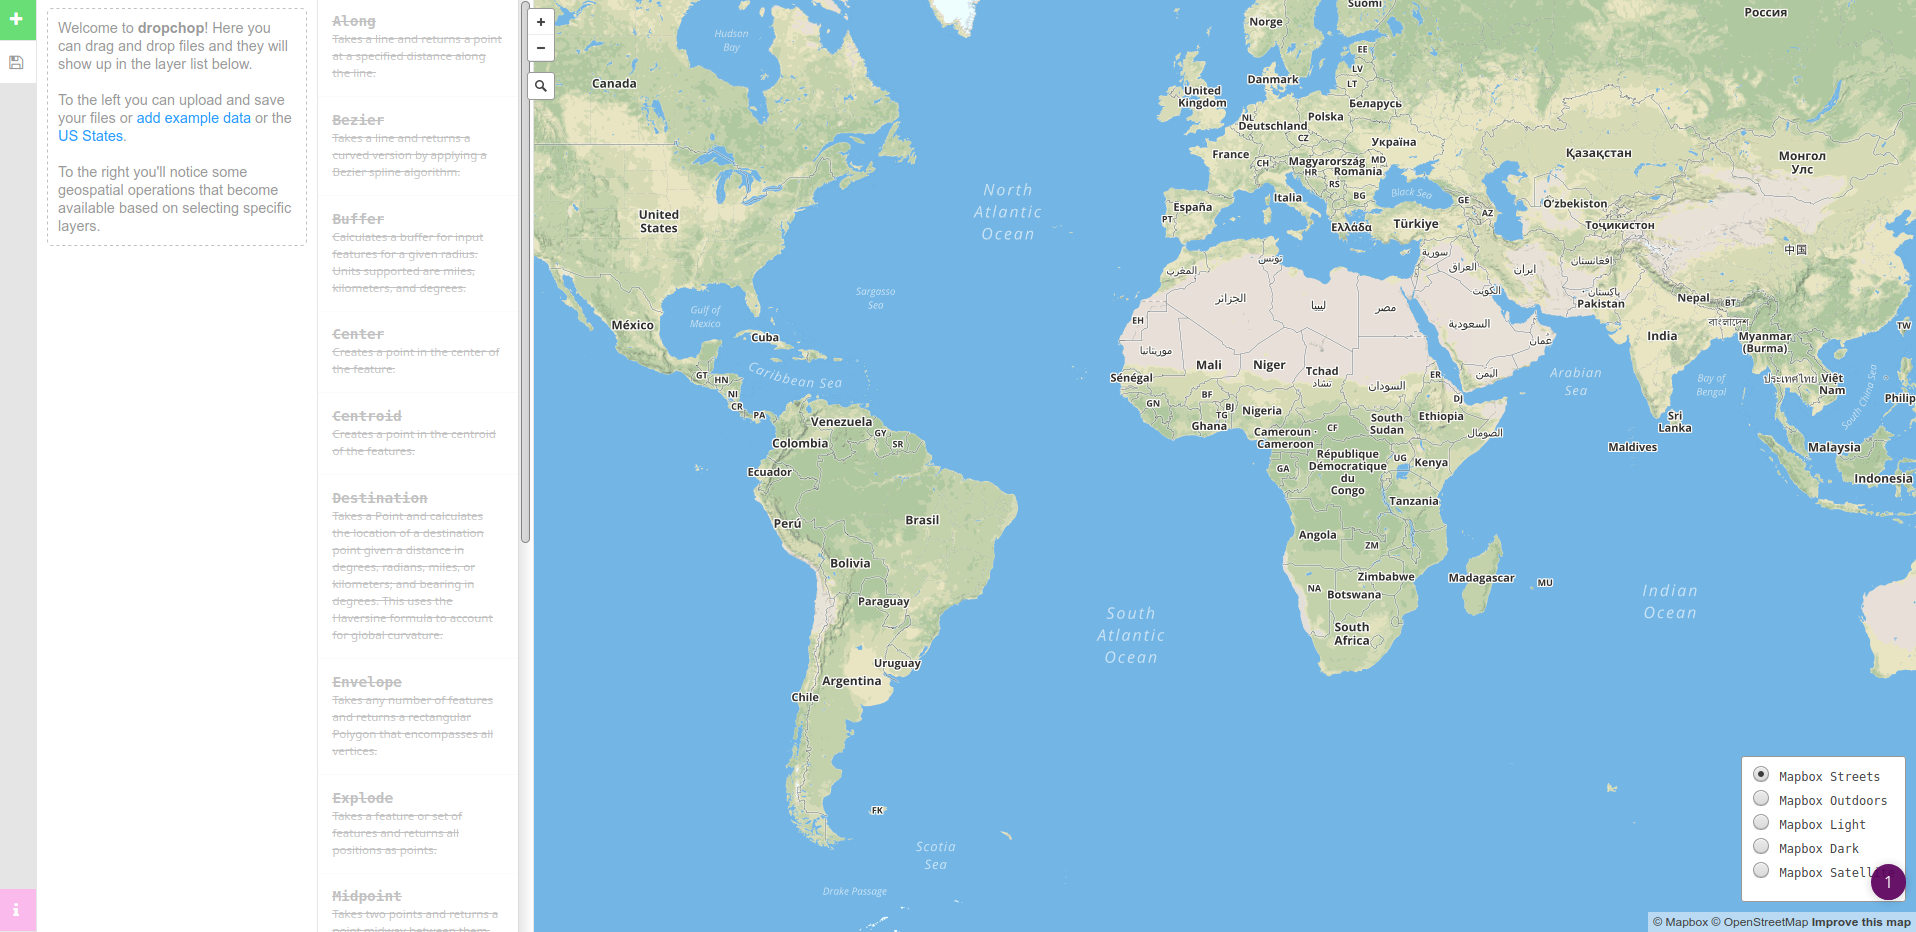 Welcome to dropchop! Here you
can drag and drop files and they will
show up in the layer list below.
To the left you can upload and save
your files or add example data or the
US States.
To the right you'll notice some
geospatial operations that become
available based on selecting specific
layers.
Along
Takes a line and returns a point
at a specified distance along
the line.
Bezier
Takes a line and returns a
curved version by applying a
Bezier spline algorithm.
Buffer
Calculates a buffer for input
features for a given radius.
Units supported are miles,
kilometers, and degrees.
Center
Creates a point in the center of
the feature.
Centroid
Creates a point in the centroid
of the features.
Destination
Takes a Point and calculates
the location of a destination
point given a distance in
degrees, radians, miles, or
kilometers; and bearing in
degrees. This uses the
Haversine formula to account
for global curvature.
Envelope
Takes any number of features
and returns a rectangular
Polygon that encompasses all
vertices.
Explode
Takes a feature or set of
features and returns all
positions as points.
Midpoint
Takes two points and returns a
point midway between them.
+
−
Hudson
Bay
Canada
United
States
México
Gulf of
Mexico
Cuba
Sargasso
Sea
Caribbean Sea
GT
HN
NI
CR
PA
Venezuela
Colombia
GY
SR
Ecuador
Perú
Brasil
Bolivia
Paraguay
Uruguay
Argentina
Chile
FK
Scotia
Sea
Drake Passage
North
Atlantic
Ocean
South
Atlantic
Ocean
Indian
Ocean
Suomi
Norge
Россия
EE
LV
LT
Danmark
United
Kingdom
Беларусь
NL
Deutschland
Polska
CZ
Україна
France
CH
Magyarország
MD
HR
Romania
RS
BG
Black Sea
España
PT
Italia
Ελλάδα
Türkiye
GE
AZ
Қазақстан
Монгол
Улс
O'zbekiston
Тоҷикистон
中国
تونس
المغرب
سورية
العراق
ایران
افغانستان
الجزائر
ليبيا
مصر
الكويت
پاکستان
Pakistan
Nepal
BT
EH
السعودية
বাংলাদেশ
TW
India
Myanmar
(Burma)
عمان
موريتانيا
Mali
Niger
Tchad
تشاد
السودان
ER
اليمن
Arabian
Sea
Bay of
Bengal
ประเทศไทย
Việt
Nam
South China Sea
Philip
Sénégal
GN
BF
BJ
TG
Ghana
Nigeria
DJ
South
Sudan
Ethiopia
الصومال
Sri
Lanka
Cameroun
Cameroon
CF
Maldives
Malaysia
République
Démocratique
du
Congo
GA
UG
Kenya
Indonesia
Tanzania
Angola
ZM
Zimbabwe
Madagascar
MU
NA
Botswana
South
Africa
Mapbox Streets
Mapbox Outdoors
Mapbox Light
Mapbox Dark
Mapbox Satell
1
© Mapbox © OpenStreetMap Improve this map